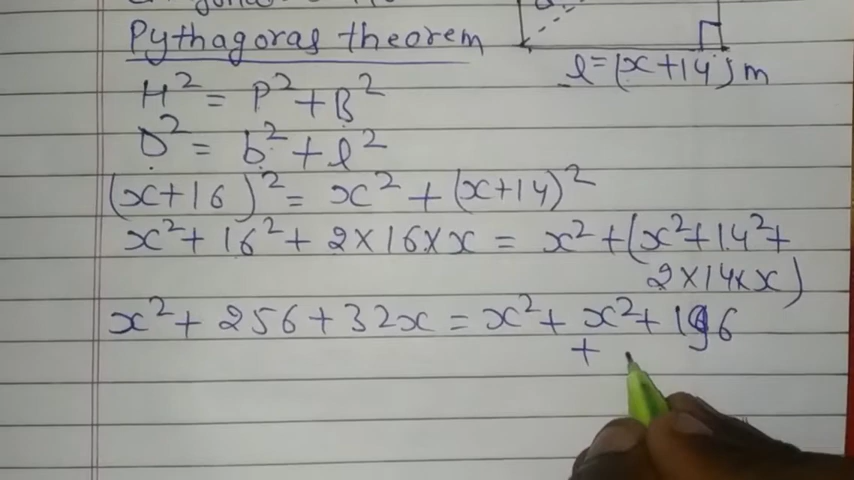 Pythagoras theorem
l=(x+14)m
H² = P²+B²
D² = b²+l²
(x+16)² = x² + (x+14)²
x²+ 16²+ 2×16×x = x²+(x²+14²+
2×14×x)
x²+ 256+32x = x²+ x²+ 196
+